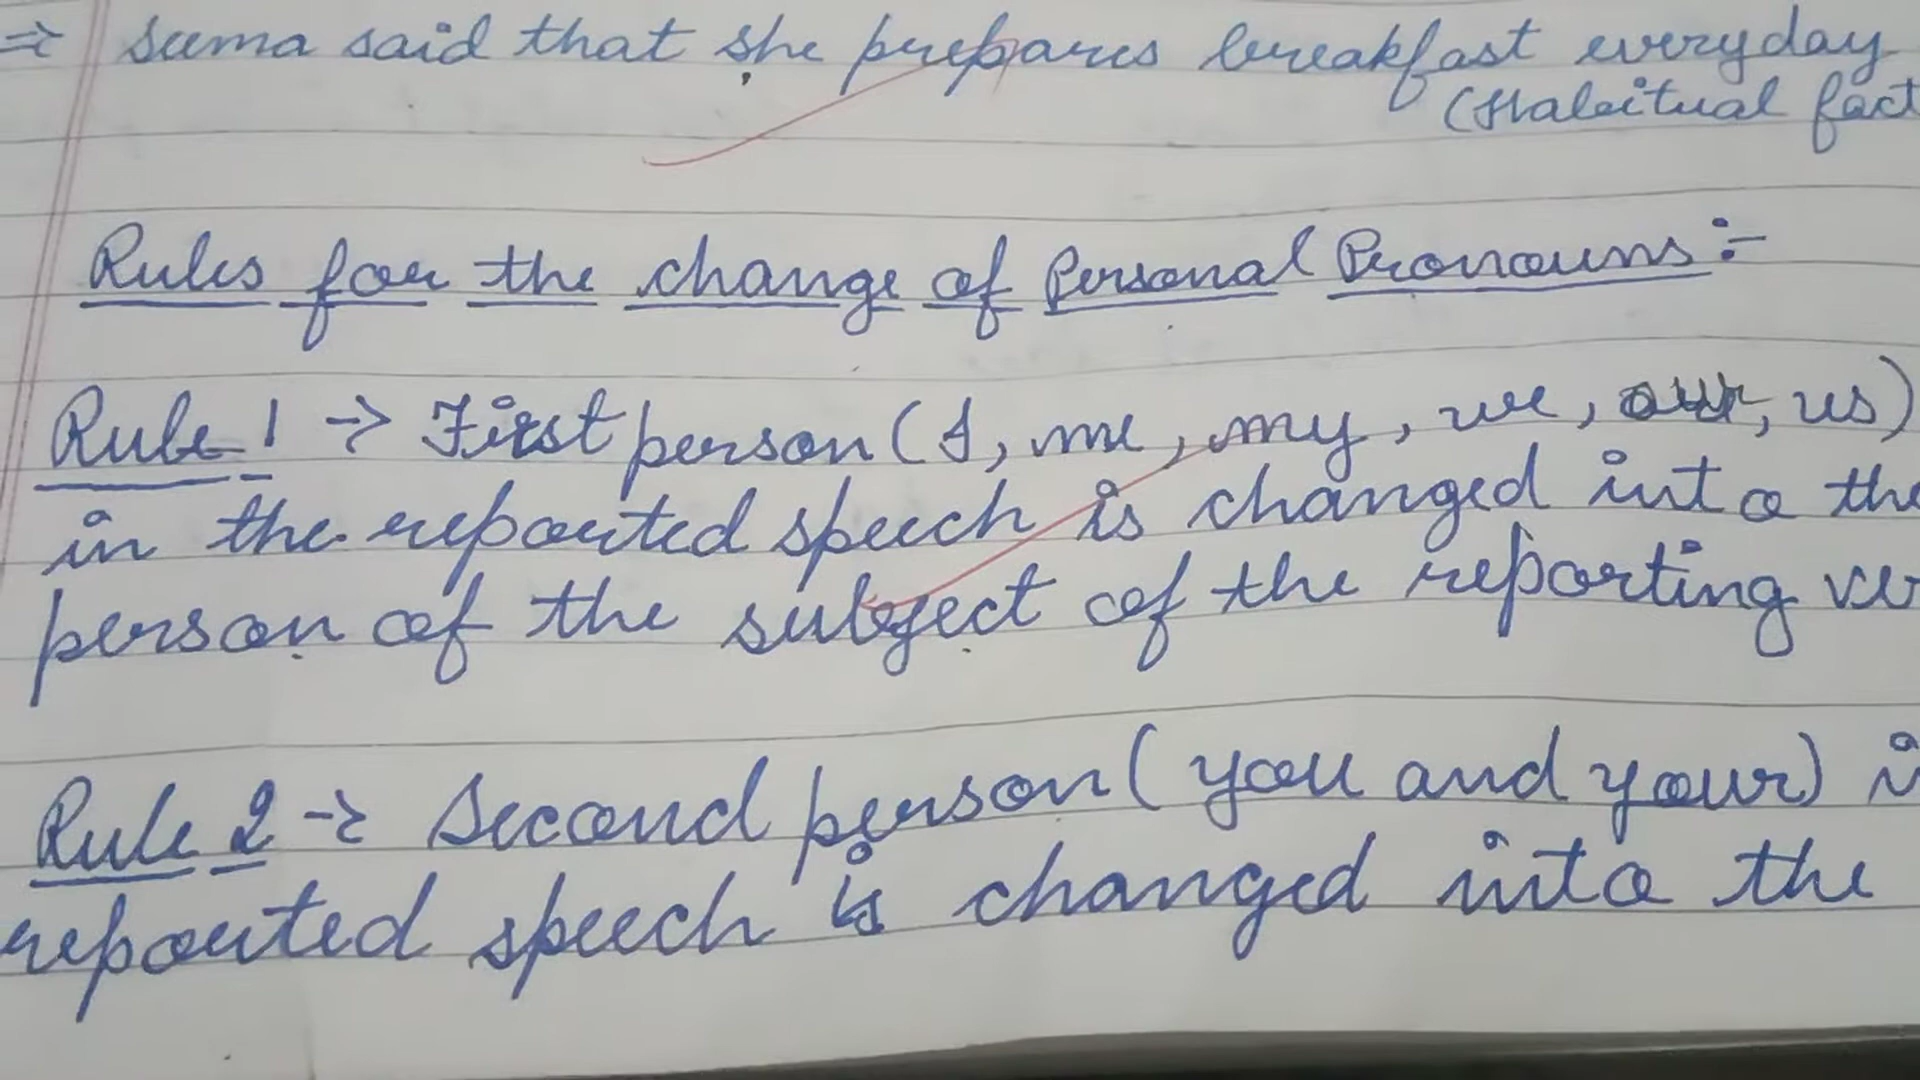 ⇒ Suma said that she prepares breakfast everyday
(Habitual fact
Rules for the change of Personal Pronouns :-
Rule 1 → First person (I, me, my, we, our, us)
in the reported speech is changed into the
person of the subject of the reporting ver
Rule 2 → Second person (you and your) i
reported speech is changed into the